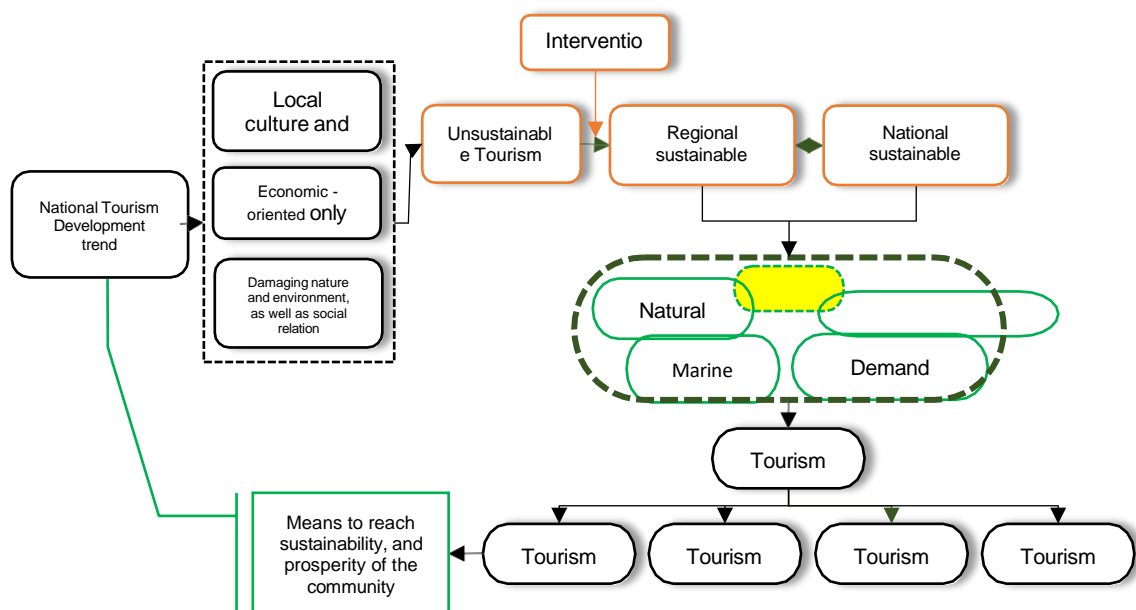 Interventio
Local
culture and
Unsustainabl
e Tourism
Regional
sustainable
National
sustainable
Economic -
oriented only
National Tourism
Development
trend
Damaging nature
and environment,
as well as social
relation
Natural
Marine
Demand
Tourism
Means to reach
sustainability, and
prosperity of the
community
Tourism
Tourism
Tourism
Tourism